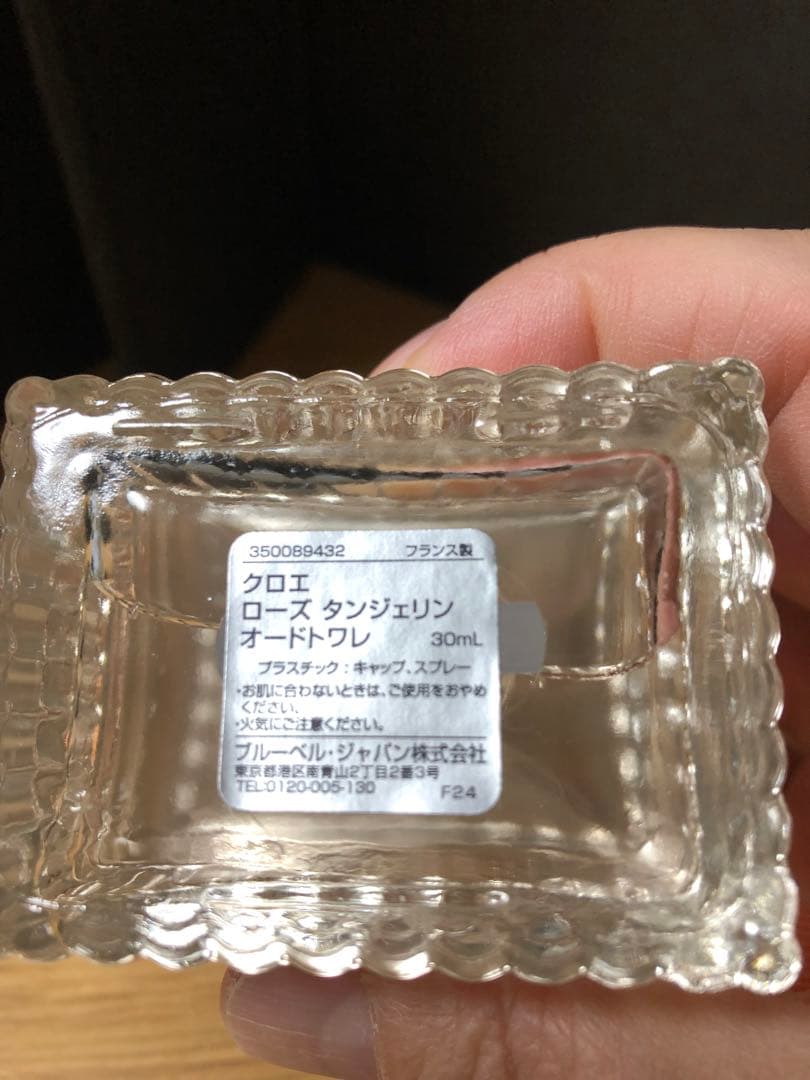 350089432 フランス製
クロエ
ローズ タンジェリン
オードトワレ 30mL
プラスチック：キャップ、スプレー
・お肌に合わないときは、ご使用をおやめ
ください。
・火気にご注意ください。
ブルーベル・ジャパン株式会社
東京都港区南青山2丁目2番3号
TEL:0120-005-130 F24